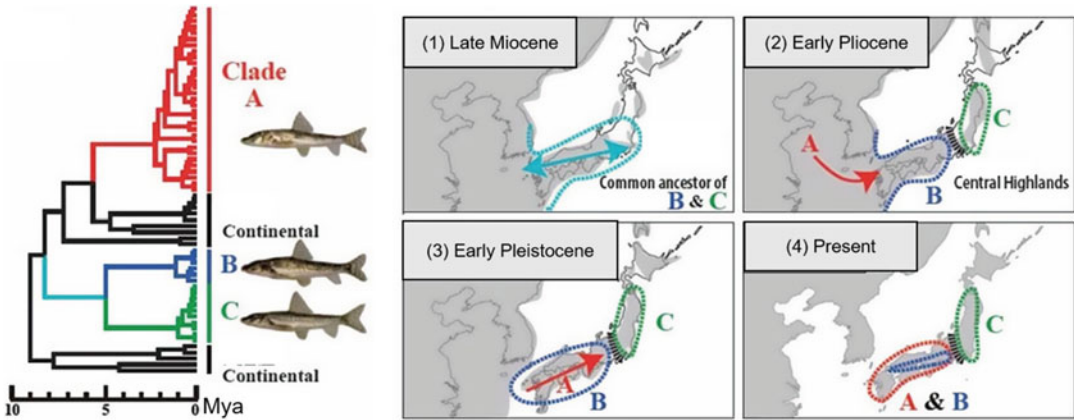 Clade
A
Continental
B
C
Continental
10 5 0 Mya
(1) Late Miocene
Common ancestor of
B & C
(2) Early Pliocene
A
B
C
Central Highlands
(3) Early Pleistocene
A
B
C
(4) Present
C
A & B